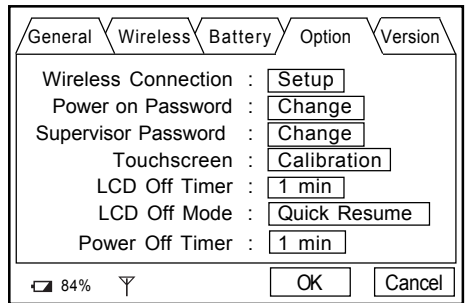 General Wireless Battery Option Version
Wireless Connection : Setup
Power on Password : Change
Supervisor Password : Change
Touchscreen : Calibration
LCD Off Timer : 1 min
LCD Off Mode : Quick Resume
Power Off Timer : 1 min
84% OK Cancel